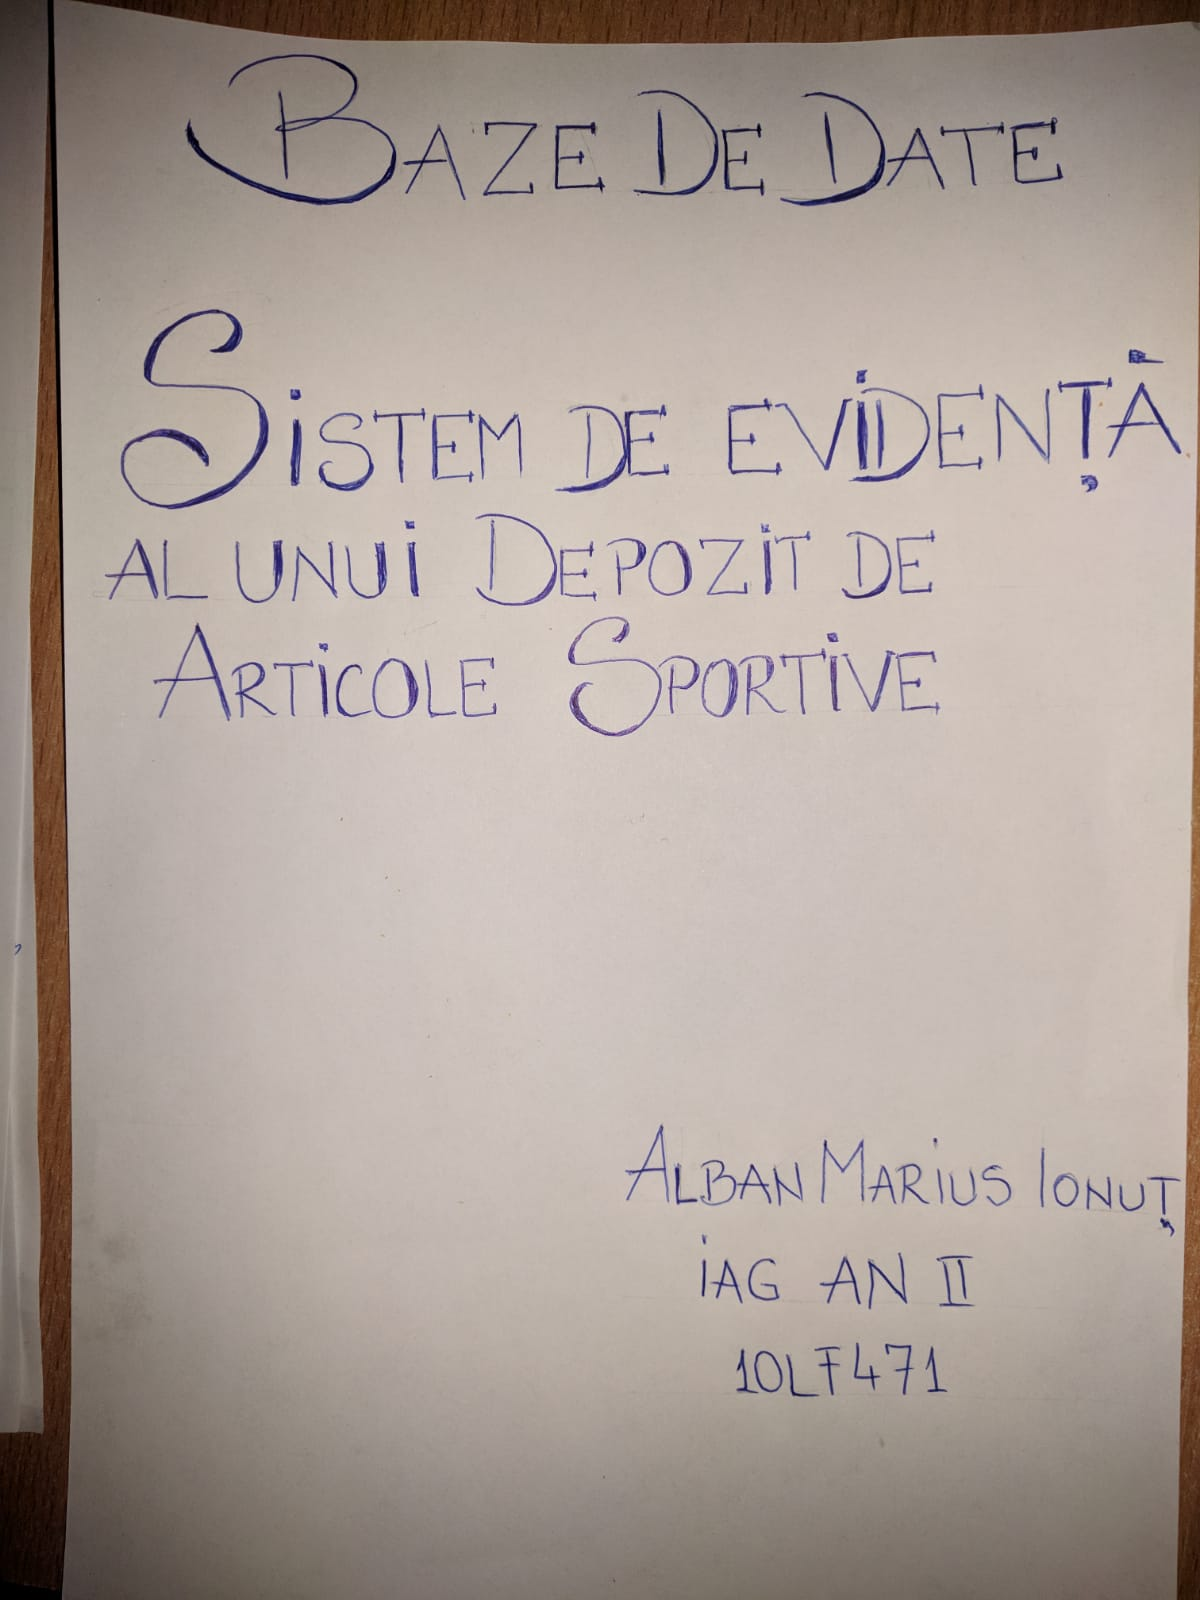 BAZE DE DATE
SiSTEM DE EViDENȚĂ
AL UNUi DEPOZiT DE
ARTiCOLE SPORTiVE
ALBAN MARiUS IONUȚ
iAG AN II
10LF471